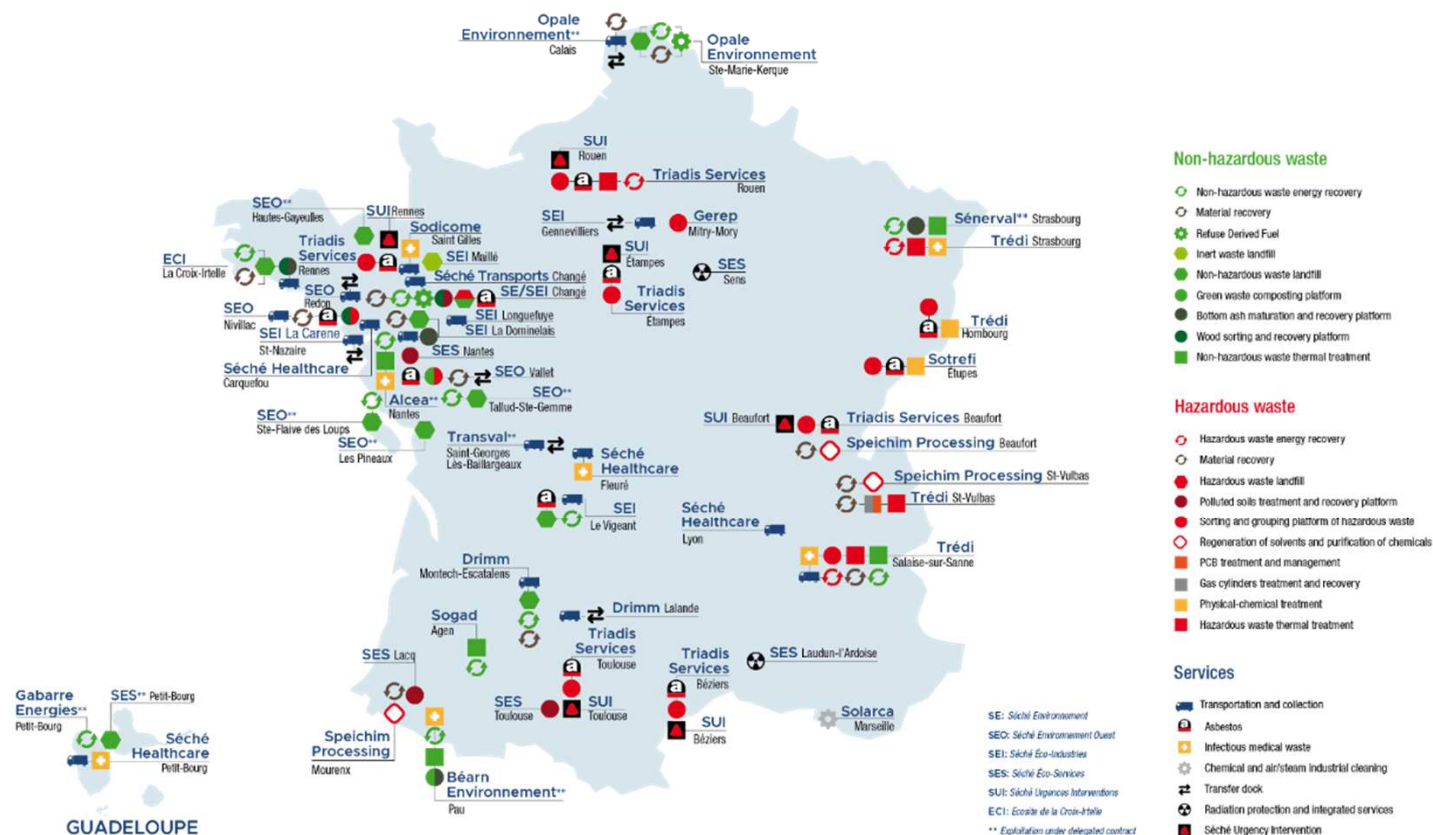 Opale
Environnement**
Calais
Opale
Environnement
Ste-Marie-Kerque
SUI
Rouen
Triadis Services
Rouen
SEO**
Hautes-Gayeulles
SUI Rennes
Sodicome
Saint Gilles
SEI
Gennevilliers
Gerep
Mitry-Mory
Sénerval** Strasbourg
Trédi Strasbourg
ECI
La Croix-Irtelle
Triadis
Services
Rennes
SEI Maillé
SUI
Étampes
SES
Sens
Séché Transports Changé
SEO
Redon
SE/SEI Changé
Triadis
Services
Étampes
SEO
Nivillac
SEI Longuefuye
SEI La Dominelais
SEI La Carene
St-Nazaire
Trédi
Hombourg
SES Nantes
Séché Healthcare
Carquefou
SEO Vallet
Sotrefi
Étupes
Alcea**
Nantes
SEO**
Tallud-Ste-Gemme
SEO**
Ste-Flaive des Loups
SEO**
Les Pineaux
SUI Beaufort
Triadis Services Beaufort
Speichim Processing Beaufort
Transval**
Saint-Georges
Lès-Baillargeaux
Séché
Healthcare
Fleuré
Speichim Processing St-Vulbas
Trédi St-Vulbas
SEI
Le Vigeant
Séché
Healthcare
Lyon
Trédi
Salaise-sur-Sanne
Drimm
Montech-Escatalens
Drimm Lalande
Sogad
Agen
Triadis
Services
Toulouse
SES Lacq
Triadis
Services
Béziers
SES Laudun-l'Ardoise
SES
Toulouse
SUI
Toulouse
SUI
Béziers
Solarca
Marseille
Speichim
Processing
Mourenx
Béarn
Environnement**
Pau
Gabarre
Energies**
Petit-Bourg
SES** Petit-Bourg
Séché
Healthcare
Petit-Bourg
GUADELOUPE
SE: Séché Environnement
SEO: Séché Environnement Ouest
SEI: Séché Éco-Industries
SES: Séché Éco-Services
SUI: Séché Urgences Interventions
ECI: Ecosite de la Croix-Irtelle
** Exploitation under delegated contract
Non-hazardous waste
Non-hazardous waste energy recovery
Material recovery
Refuse Derived Fuel
Inert waste landfill
Non-hazardous waste landfill
Green waste composting platform
Bottom ash maturation and recovery platform
Wood sorting and recovery platform
Non-hazardous waste thermal treatment
Hazardous waste
Hazardous waste energy recovery
Material recovery
Hazardous waste landfill
Polluted soils treatment and recovery platform
Sorting and grouping platform of hazardous waste
Regeneration of solvents and purification of chemicals
PCB treatment and management
Gas cylinders treatment and recovery
Physical-chemical treatment
Hazardous waste thermal treatment
Services
Transportation and collection
a Asbestos
Infectious medical waste
Chemical and air/steam industrial cleaning
Transfer dock
Radiation protection and integrated services
Séché Urgency Intervention